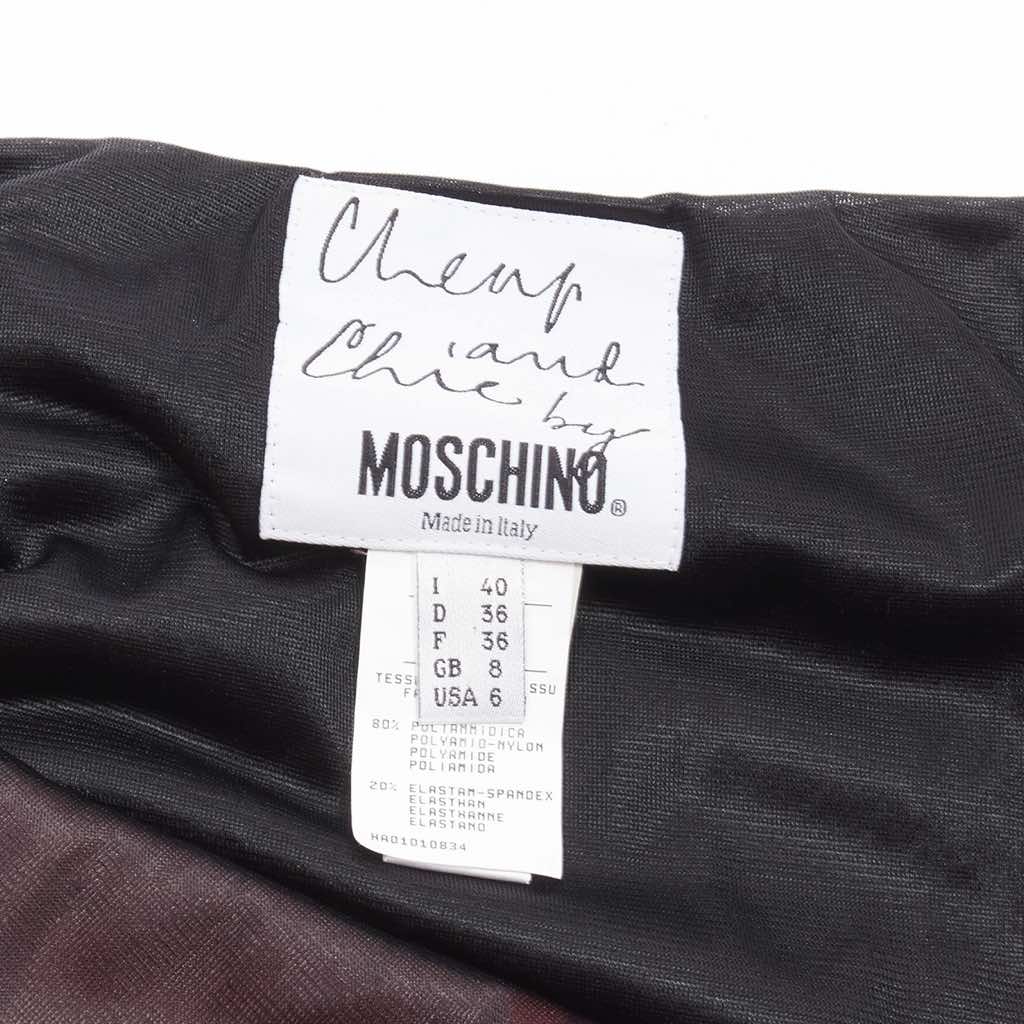 Cheap
and
Chic by
MOSCHINO®
Made in Italy
I 40
D 36
F 36
GB 8
USA 6
80% POLIAMMIDICA
POLYAMID-NYLON
POLYAMIDE
POLIAMIDA
20% ELASTAM-SPANDEX
ELASTHAN
ELASTHANNE
ELASTANO
HA01010834